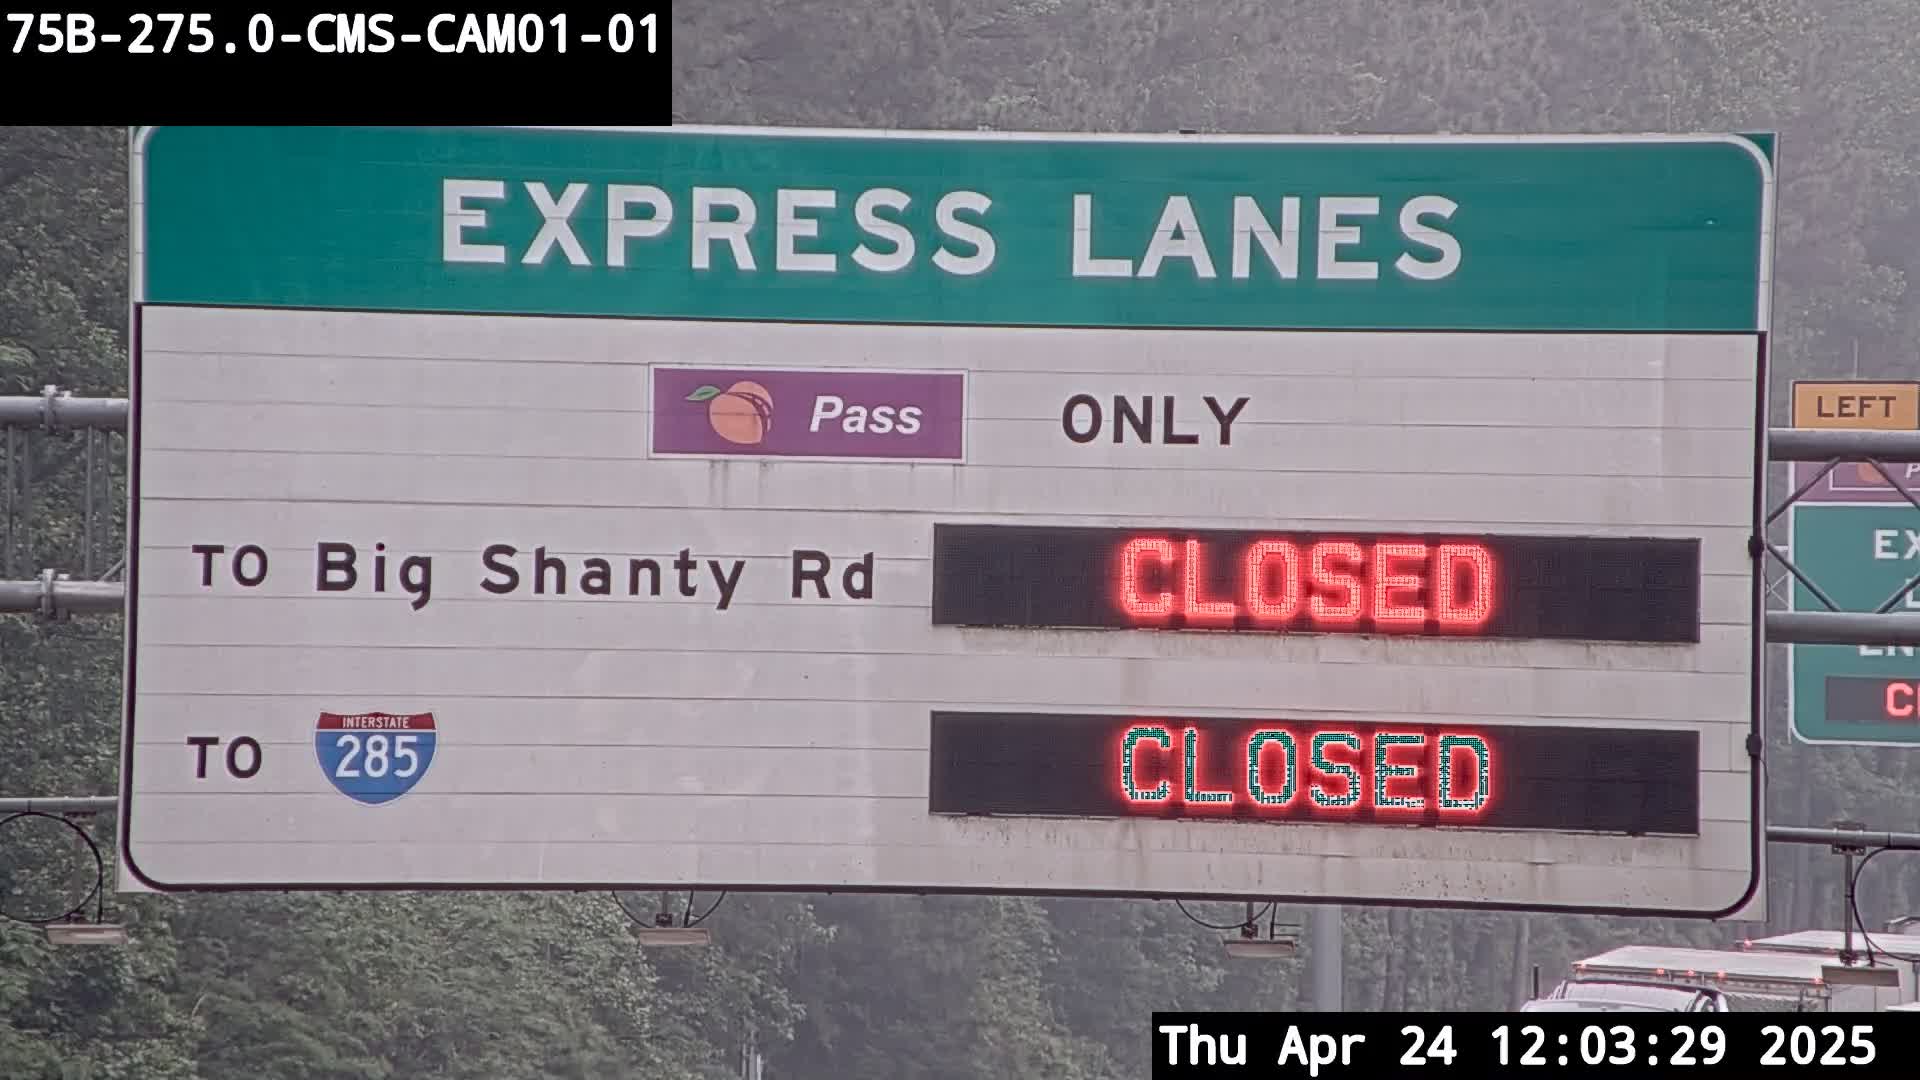 75B-275.0-CMS-CAM01-01
EXPRESS LANES
Pass ONLY
LEFT
TO Big Shanty Rd CLOSED
TO INTERSTATE 285 CLOSED
Thu Apr 24 12:03:29 2025